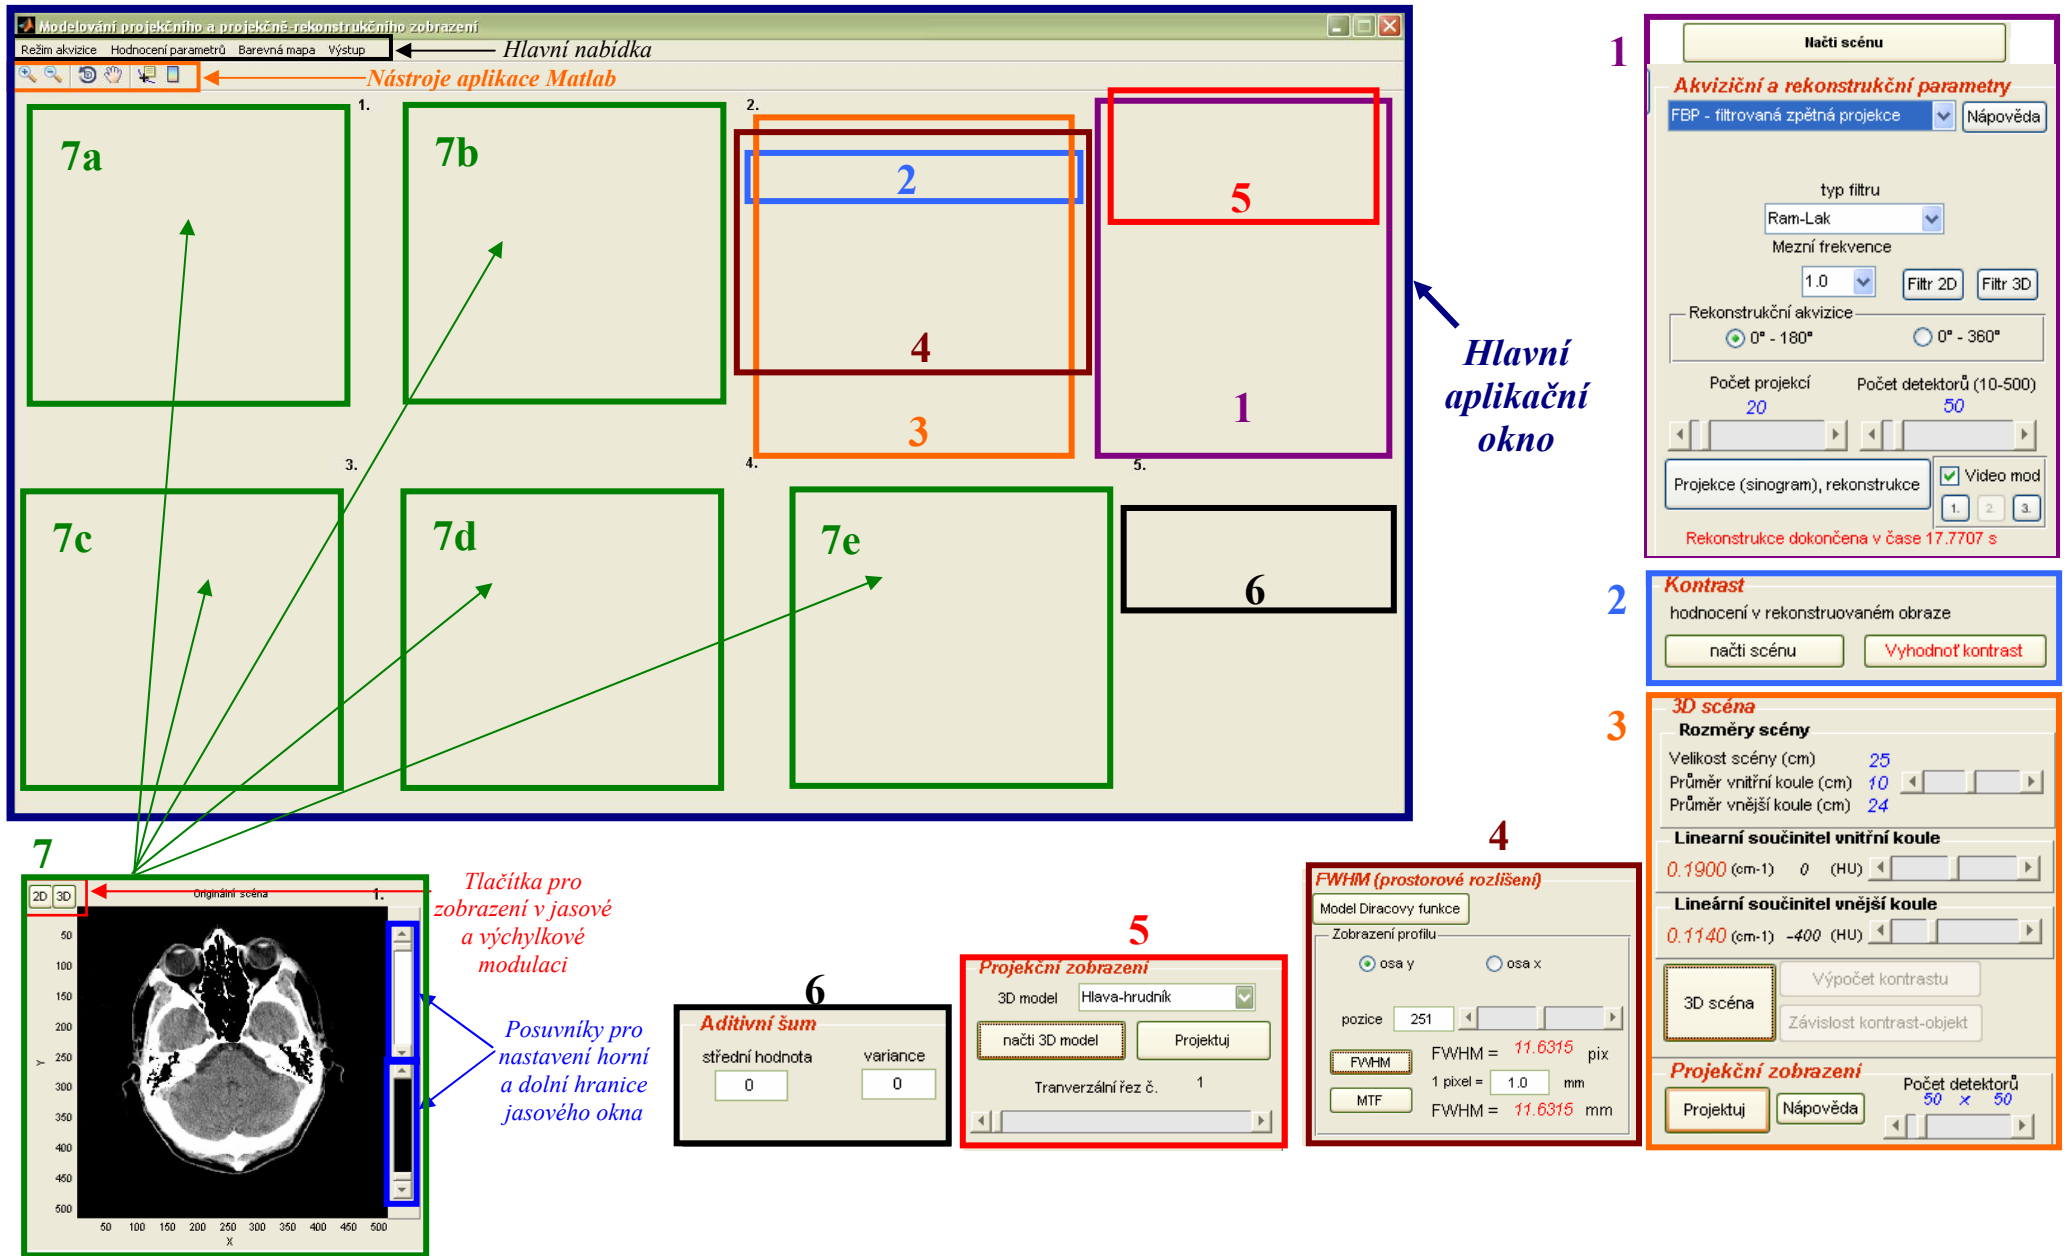 Modelování projekčního a projekčně-rekonstrukčního zobrazení
Režim akvizice Hodnocení parametrů Barevná mapa Výstup
Hlavní nabídka
Nástroje aplikace Matlab
1.
2.
7a
7b
2
5
4
3
1
Hlavní
aplikační
okno
3.
4.
5.
7c
7d
7e
6
1
Načti scénu
Akviziční a rekonstrukční parametry
FBP - filtrovaná zpětná projekce
Nápověda
typ filtru
Ram-Lak
Mezní frekvence
1.0
Filtr 2D
Filtr 3D
Rekonstrukční akvizice
0° - 180°
0° - 360°
Počet projekcí
Počet detektorů (10-500)
20
50
Projekce (sinogram), rekonstrukce
Video mod
1.
2.
3.
Rekonstrukce dokončena v čase 17.7707 s
2
Kontrast
hodnocení v rekonstruovaném obraze
načti scénu
Vyhodnoť kontrast
3
3D scéna
Rozměry scény
Velikost scény (cm) 25
Průměr vnitřní koule (cm) 10
Průměr vnější koule (cm) 24
Linearní součinitel vnitřní koule
0.1900 (cm-1) 0 (HU)
Lineární součinitel vnější koule
0.1140 (cm-1) -400 (HU)
3D scéna
Výpočet kontrastu
Závislost kontrast-objekt
Projekční zobrazení
Počet detektorů
50 x 50
Projektuj
Nápověda
7
2D
3D
Originální scéna
1.
50
100
150
200
250
300
350
400
450
500
Y
50 100 150 200 250 300 350 400 450 500
X
Tlačítka pro
zobrazení v jasové
a výchylkové
modulaci
Posuvníky pro
nastavení horní
a dolní hranice
jasového okna
6
Aditivní šum
střední hodnota
variance
0
0
5
Projekční zobrazení
3D model
Hlava-hrudník
načti 3D model
Projektuj
Tranverzální řez č. 1
4
FWHM (prostorové rozlišení)
Model Diracovy funkce
Zobrazení profilu
osa y
osa x
pozice 251
FWHM
FWHM = 11.6315 pix
1 pixel = 1.0 mm
MTF
FWHM = 11.6315 mm